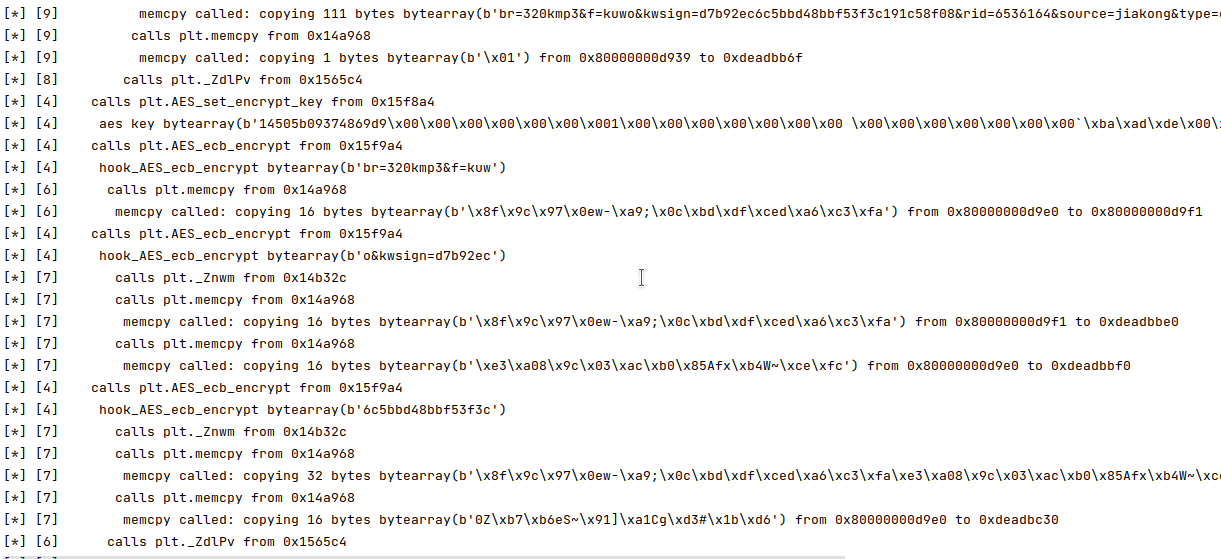 [*] [9]          memcpy called: copying 111 bytes bytearray(b'br=320kmp3&f=kuwo&kwsign=d7b92ec6c5bbd48bbf53f3c191c58f08&rid=6536164&source=jiakong&type=
[*] [9]         calls plt.memcpy from 0x14a968
[*] [9]          memcpy called: copying 1 bytes bytearray(b'\x01') from 0x80000000d939 to 0xdeadbb6f
[*] [8]        calls plt._ZdlPv from 0x1565c4
[*] [4]    calls plt.AES_set_encrypt_key from 0x15f8a4
[*] [4]     aes key bytearray(b'14505b09374869d9\x00\x00\x00\x00\x00\x00\x001\x00\x00\x00\x00\x00\x00\x00\x00 \x00\x00\x00\x00\x00\x00\x00\x00`\xba\xad\xde\x00\
[*] [4]    calls plt.AES_ecb_encrypt from 0x15f9a4
[*] [4]     hook_AES_ecb_encrypt bytearray(b'br=320kmp3&f=kuw')
[*] [6]      calls plt.memcpy from 0x14a968
[*] [6]       memcpy called: copying 16 bytes bytearray(b'\x8f\x9c\x97\x0ew-\xa9;\x0c\xbd\xdf\xced\xa6\xc3\xfa') from 0x80000000d9e0 to 0x80000000d9f1
[*] [4]    calls plt.AES_ecb_encrypt from 0x15f9a4
[*] [4]     hook_AES_ecb_encrypt bytearray(b'o&kwsign=d7b92ec')
[*] [7]       calls plt._Znwm from 0x14b32c
[*] [7]       calls plt.memcpy from 0x14a968
[*] [7]        memcpy called: copying 16 bytes bytearray(b'\x8f\x9c\x97\x0ew-\xa9;\x0c\xbd\xdf\xced\xa6\xc3\xfa') from 0x80000000d9f1 to 0xdeadbbe0
[*] [7]       calls plt.memcpy from 0x14a968
[*] [7]        memcpy called: copying 16 bytes bytearray(b'\xe3\xa08\x9c\x03\xac\xb0\x85Afx\xb4W~\xce\xfc') from 0x80000000d9e0 to 0xdeadbbf0
[*] [4]    calls plt.AES_ecb_encrypt from 0x15f9a4
[*] [4]     hook_AES_ecb_encrypt bytearray(b'6c5bbd48bbf53f3c')
[*] [7]       calls plt._Znwm from 0x14b32c
[*] [7]       calls plt.memcpy from 0x14a968
[*] [7]        memcpy called: copying 32 bytes bytearray(b'\x8f\x9c\x97\x0ew-\xa9;\x0c\xbd\xdf\xced\xa6\xc3\xfa\xe3\xa08\x9c\x03\xac\xb0\x85Afx\xb4W~\xc
[*] [7]       calls plt.memcpy from 0x14a968
[*] [7]        memcpy called: copying 16 bytes bytearray(b'0Z\xb7\xb6eS~\x91]\xa1Cg\xd3#\x1b\xd6') from 0x80000000d9e0 to 0xdeadbc30
[*] [6]      calls plt._ZdlPv from 0x1565c4